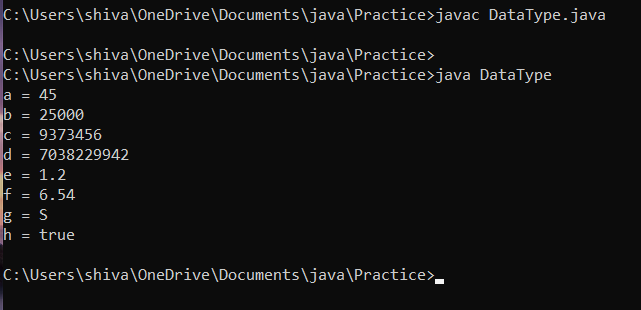 C:\Users\shiva\OneDrive\Documents\java\Practice>javac DataType.java
C:\Users\shiva\OneDrive\Documents\java\Practice>
C:\Users\shiva\OneDrive\Documents\java\Practice>java DataType
a = 45
b = 25000
c = 9373456
d = 7038229942
e = 1.2
f = 6.54
g = S
h = true
C:\Users\shiva\OneDrive\Documents\java\Practice>